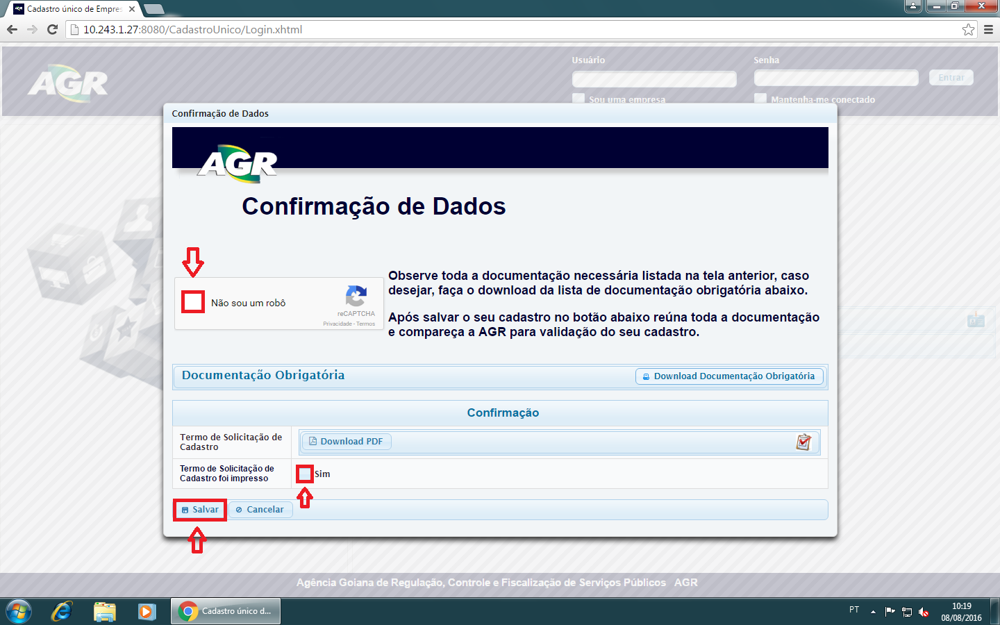 Cadastro único de Empres
10.243.1.27:8080/CadastroUnico/Login.xhtml
AGR
Usuário
Senha
Entrar
Sou uma empresa
Mantenha-me conectado
Confirmação de Dados
AGR
Confirmação de Dados
Não sou um robô
reCAPTCHA
Privacidade - Termos
Observe toda a documentação necessária listada na tela anterior, caso
desejar, faça o download da lista de documentação obrigatória abaixo.
Após salvar o seu cadastro no botão abaixo reúna toda a documentação
e compareça a AGR para validação do seu cadastro.
Documentação Obrigatória
Download Documentação Obrigatória
Confirmação
Termo de Solicitação de
Cadastro
Download PDF
Termo de Solicitação de
Cadastro foi impresso
Sim
Salvar
Cancelar
Agência Goiana de Regulação, Controle e Fiscalização de Serviços Públicos AGR
Cadastro único d...
PT
10:19
08/08/2016